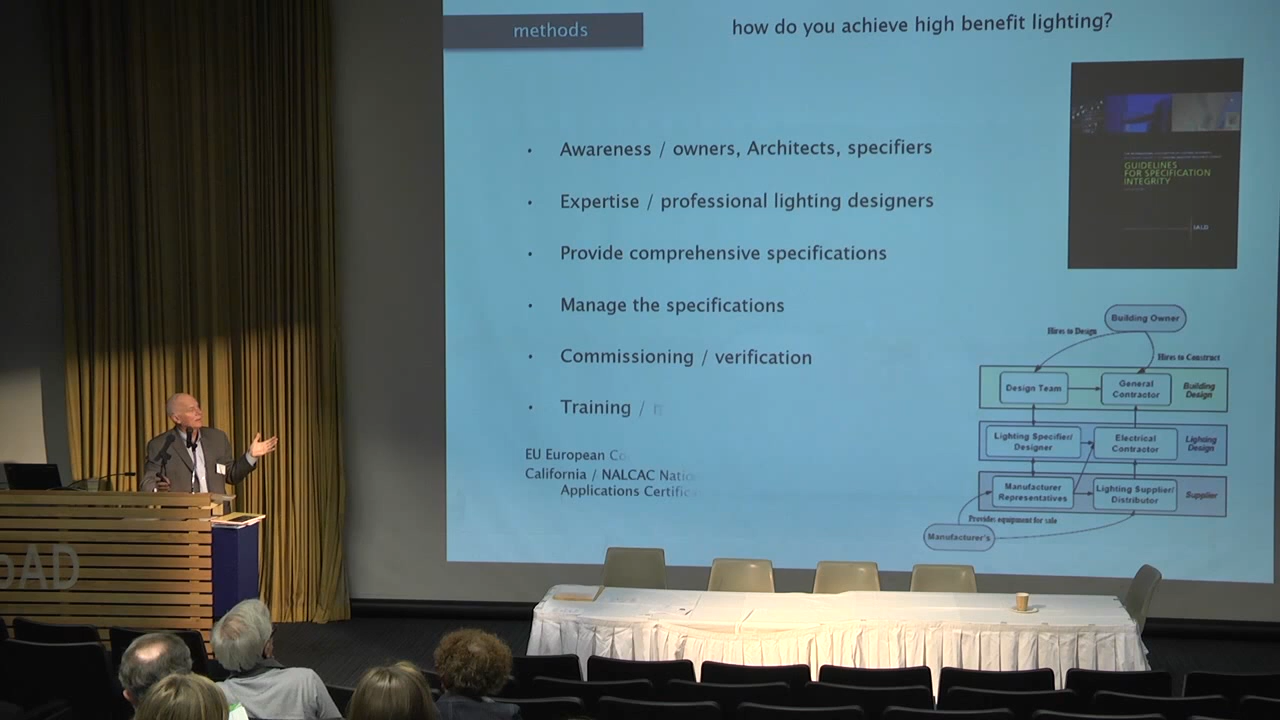 methods
how do you achieve high benefit lighting?
• Awareness / owners, Architects, specifiers
• Expertise / professional lighting designers
• Provide comprehensive specifications
• Manage the specifications
• Commissioning / verification
• Training /
EU European
California / NALCAC
Applications
GUIDELINES
FOR SPECIFICATION
INTEGRITY
IALD
Building Owner
Hires to Design
Hires to Construct
Design Team
General
Contractor
Building
Design
Lighting Specifier/
Designer
Electrical
Contractor
Lighting
Design
Manufacturer
Representatives
Lighting Supplier/
Distributor
Supplier
Provides equipment for sale
Manufacturer's